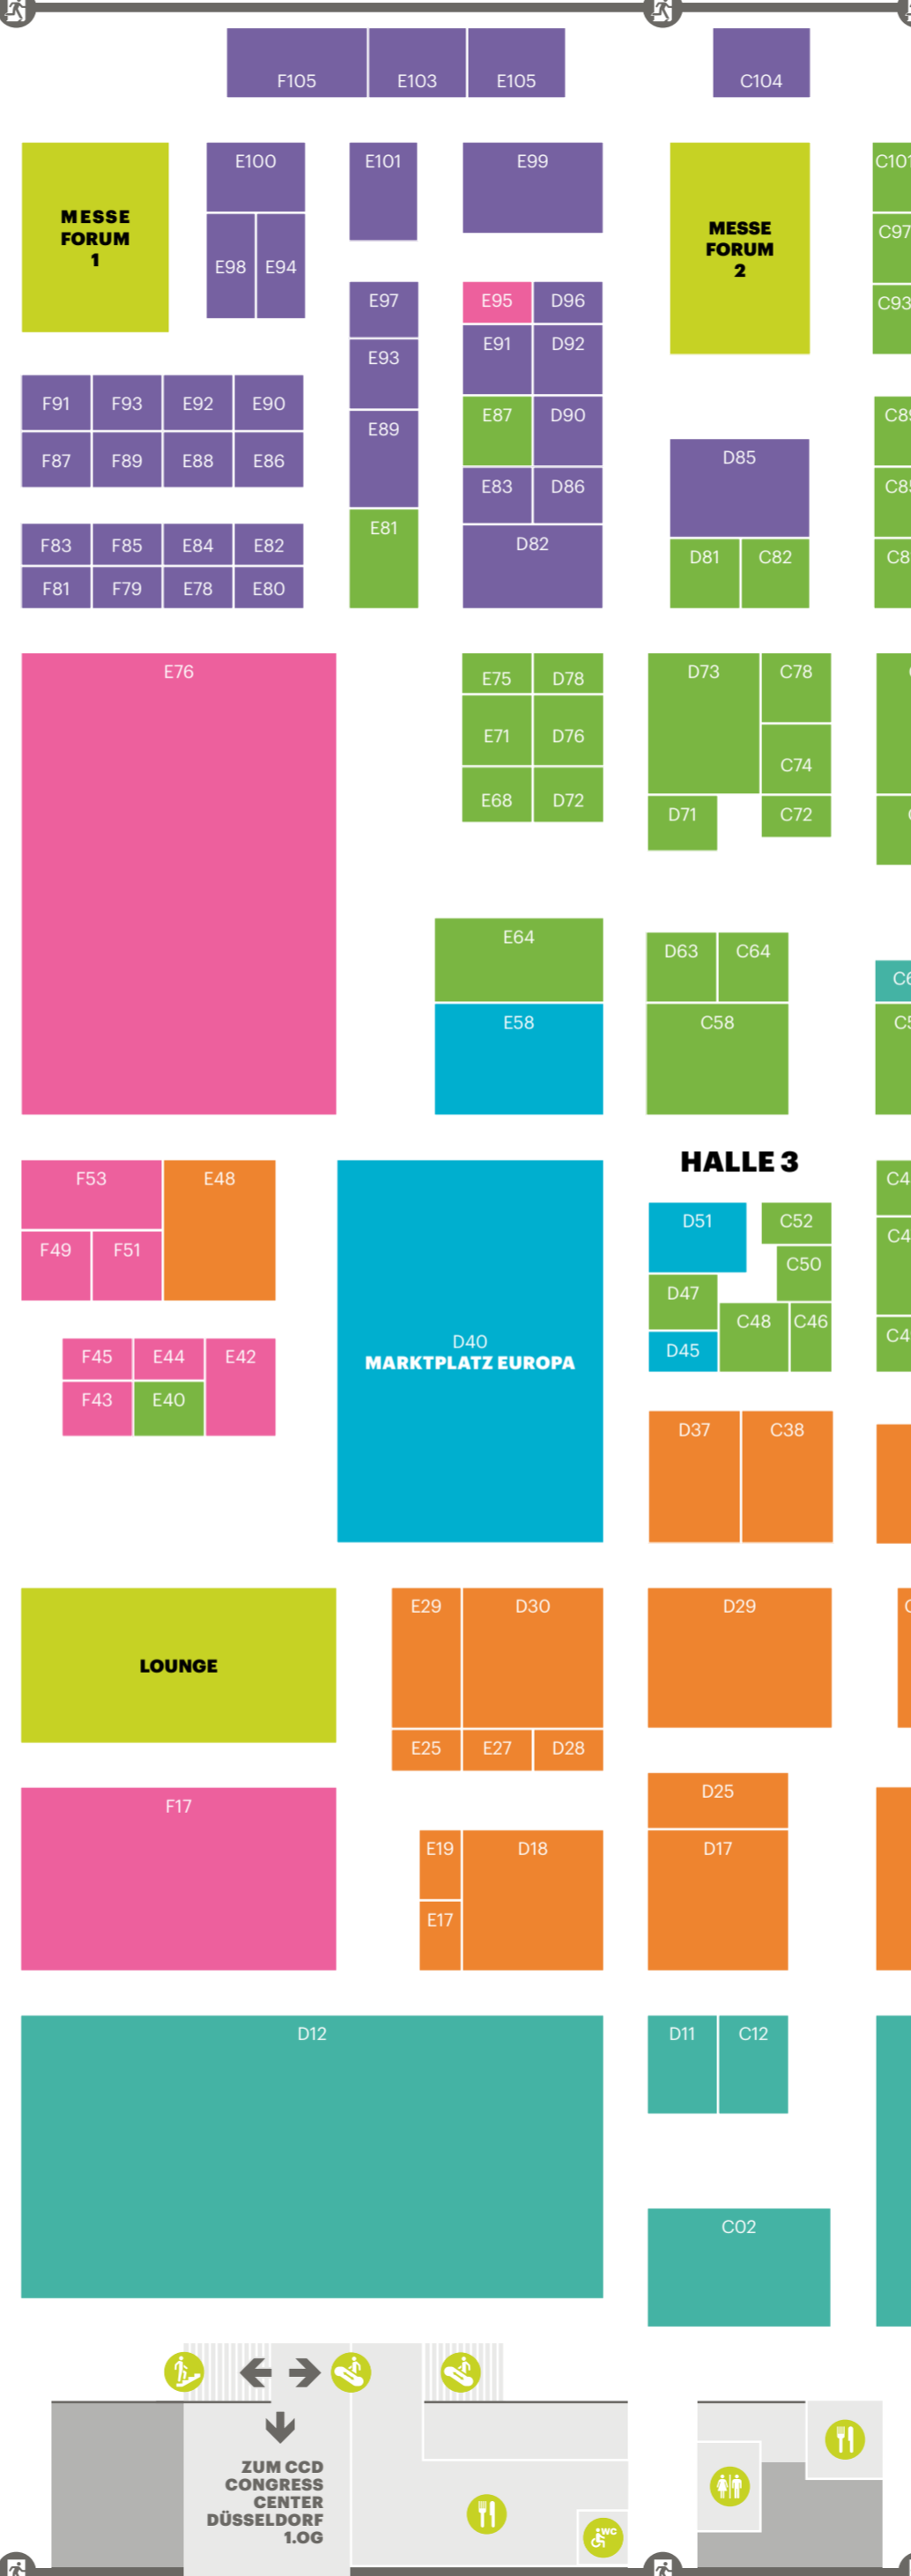 F105 E103 E105 C104
E100 E101 E99 C101
MESSE
FORUM
1
MESSE
FORUM
2
C97
E98 E94
E97 E95 D96 C93
E93 E91 D92
F91 F93 E92 E90
E89 E87 D90
F87 F89 E88 E86
E83 D86 D85
E81 D82
F83 F85 E84 E82
D81 C82
F81 F79 E78 E80
E76 E75 D78 D73 C78
E71 D76
C74
E68 D72 D71 C72
E64 D63 C64
E58 C58
HALLE 3
F53 E48
D51 C52
F49 F51
C50
D47
C48 C46
D40
MARKTPLATZ EUROPA
D45
F45 E44 E42
F43 E40
D37 C38
E29 D30 D29
LOUNGE
E25 E27 D28
D25
F17
E19 D18 D17
E17
D12 D11 C12
C02
ZUM CCD
CONGRESS
CENTER
DÜSSELDORF
1.OG
WC